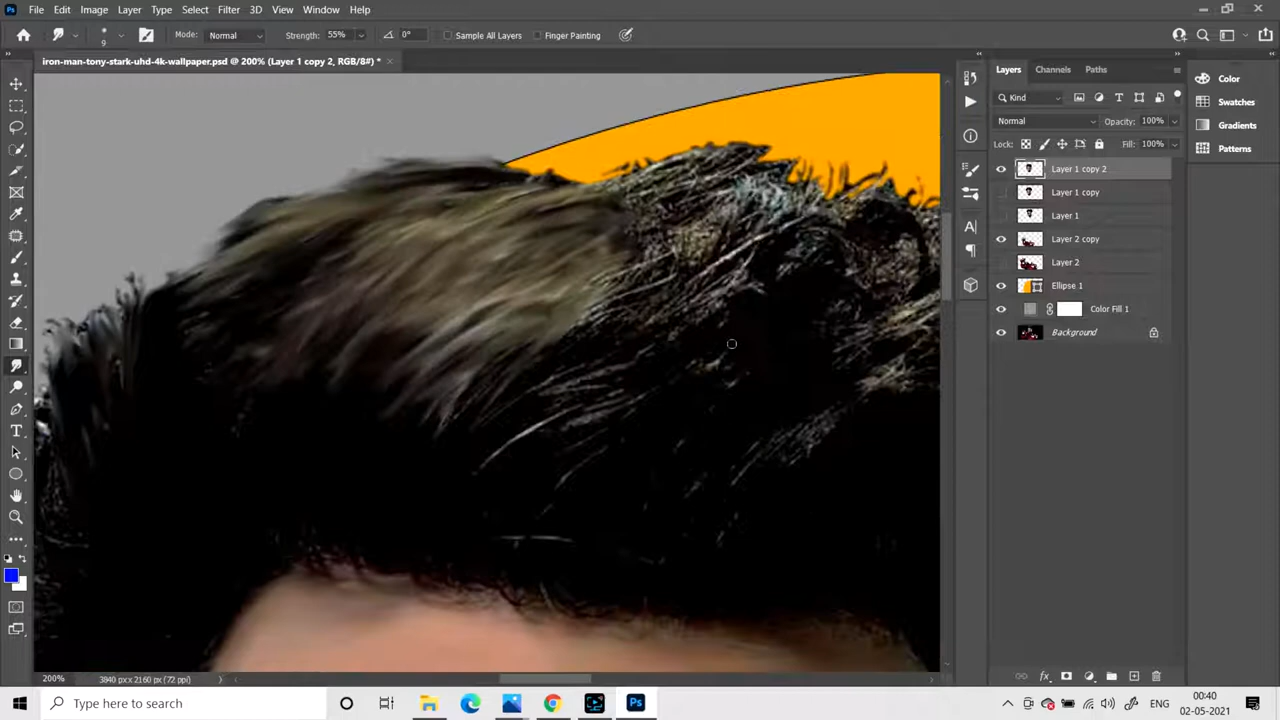 Ps File Edit Image Layer Type Select Filter 3D View Window Help
9 Mode: Normal Strength: 55% 0° Sample All Layers Finger Painting
iron-man-tony-stark-uhd-4k-wallpaper.psd @ 200% (Layer 1 copy 2, RGB/8#) * ×
Layers Channels Paths
Kind
Normal Opacity: 100%
Lock: Fill: 100%
Layer 1 copy 2
Layer 1 copy
Layer 1
Layer 2 copy
Layer 2
Ellipse 1
Color Fill 1
Background
Color
Swatches
Gradients
Patterns
200% 3840 px x 2160 px (72 ppi)
Type here to search
Ps
ENG
00:40
02-05-2021